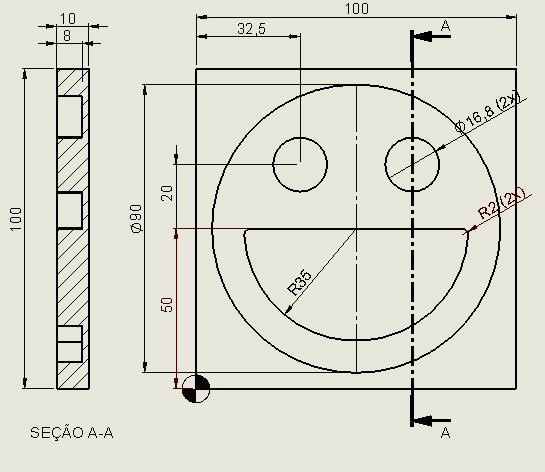 100
10
A
32,5
8
Ø16,8 (2x)
R2 (2x)
20
100
Ø90
R35
50
SEÇÃO A-A
A